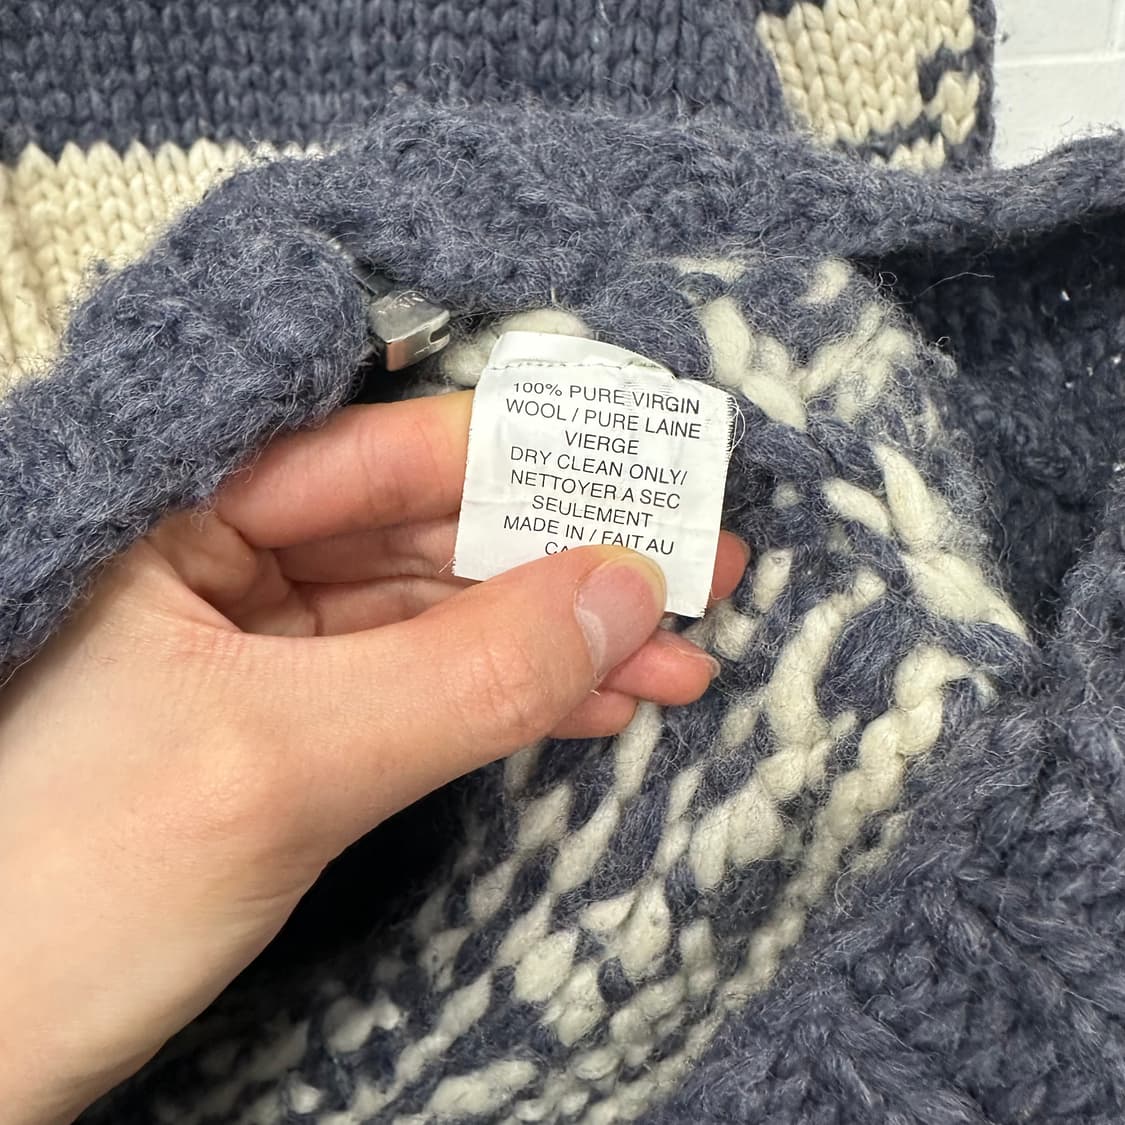 100% PURE VIRGIN
WOOL / PURE LAINE
VIERGE
DRY CLEAN ONLY/
NETTOYER A SEC
SEULEMENT
MADE IN / FAIT AU